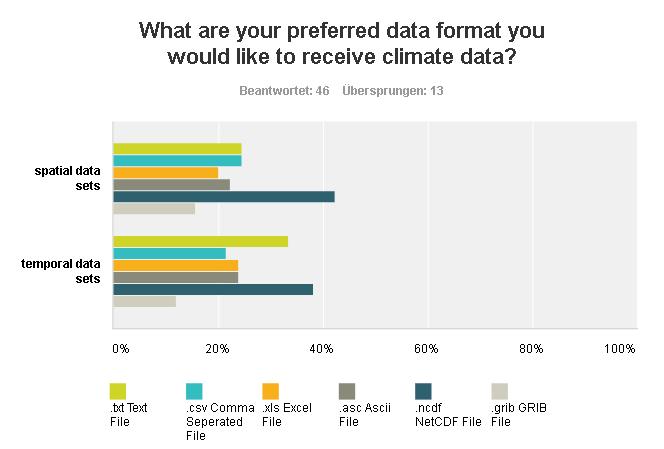 What are your preferred data format you
would like to receive climate data?
Beantwortet: 46 Übersprungen: 13
spatial data
sets
temporal data
sets
0% 20% 40% 60% 80% 100%
.txt Text
File
.csv Comma
Seperated
File
.xls Excel
File
.asc Ascii
File
.ncdf
NetCDF File
.grib GRIB
File